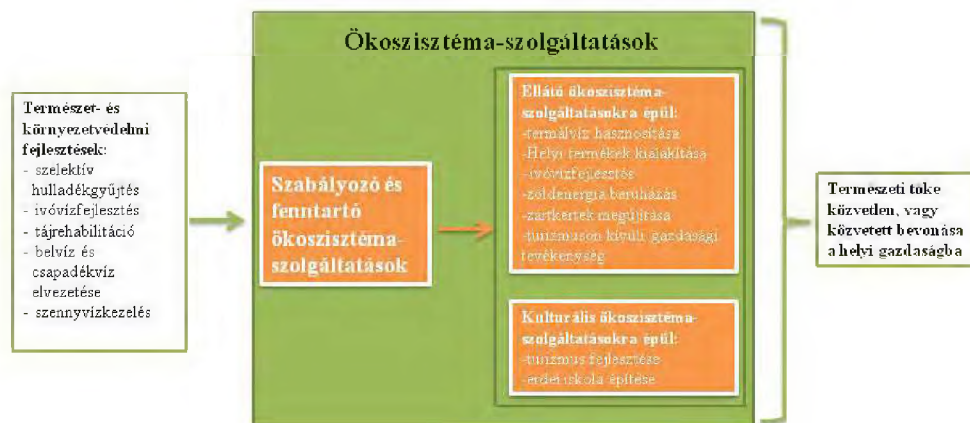 Ökoszisztéma-szolgáltatások
Természet- és
környezetvédelmi
fejlesztések:
- szelektív
hulladékgyűjtés
- ivóvízfejlesztés
- tájrehabilitáció
- belvíz és
csapadékvíz
elvezetése
- szennyvízkezelés
Szabályozó és
fenntartó
ökoszisztéma-
szolgáltatások
Ellátó ökoszisztéma-
szolgáltatásokra épül:
-termálvíz hasznosítása
-Helyi termékek kialakítása
-ivóvízfejlesztés
-zöldenergia beruházás
-zártkertek megújítása
-turizmuson kívüli gazdasági
tevékenység
Kulturális ökoszisztéma-
szolgáltatásokra épül:
-turizmus fejlesztése
-erdei iskola építése
Természeti tőke
közvetlen, vagy
közvetett bevonása
a helyi gazdaságba